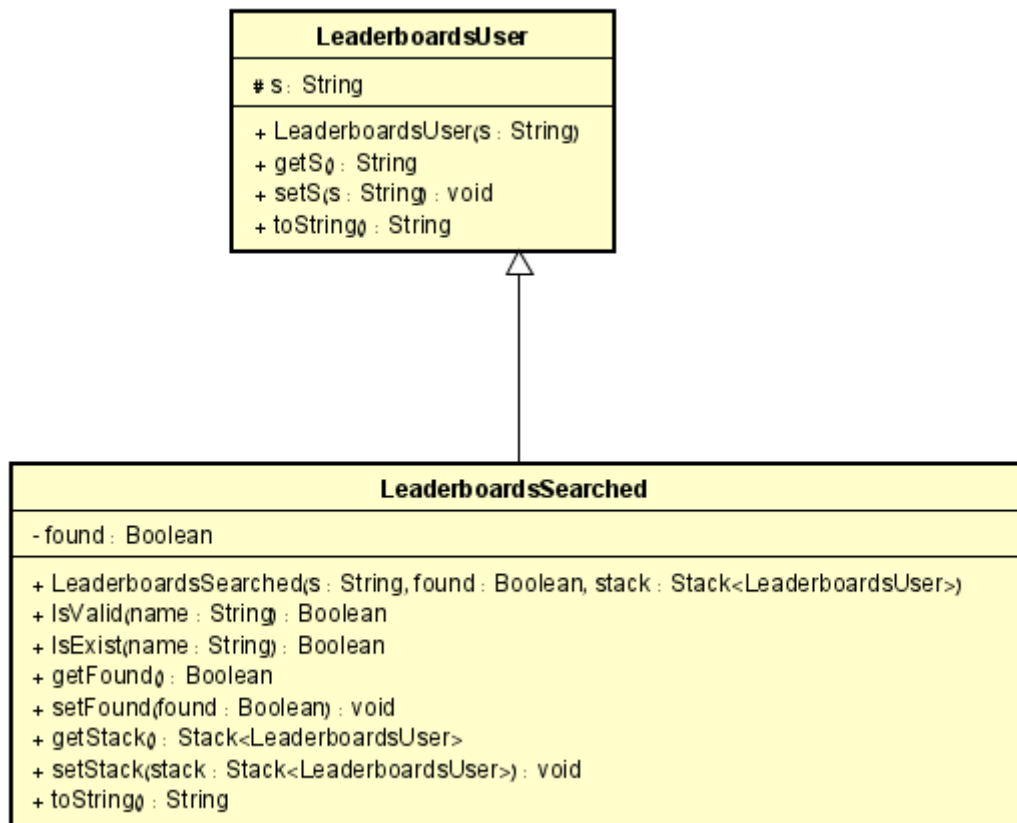 LeaderboardsUser
# s : String
+ LeaderboardsUser(s : String)
+ getS() : String
+ setS(s : String) : void
+ toString() : String
LeaderboardsSearched
- found : Boolean
+ LeaderboardsSearched(s : String, found : Boolean, stack : Stack<LeaderboardsUser>)
+ IsValid(name : String) : Boolean
+ IsExist(name : String) : Boolean
+ getFound() : Boolean
+ setFound(found : Boolean) : void
+ getStack() : Stack<LeaderboardsUser>
+ setStack(stack : Stack<LeaderboardsUser>) : void
+ toString() : String